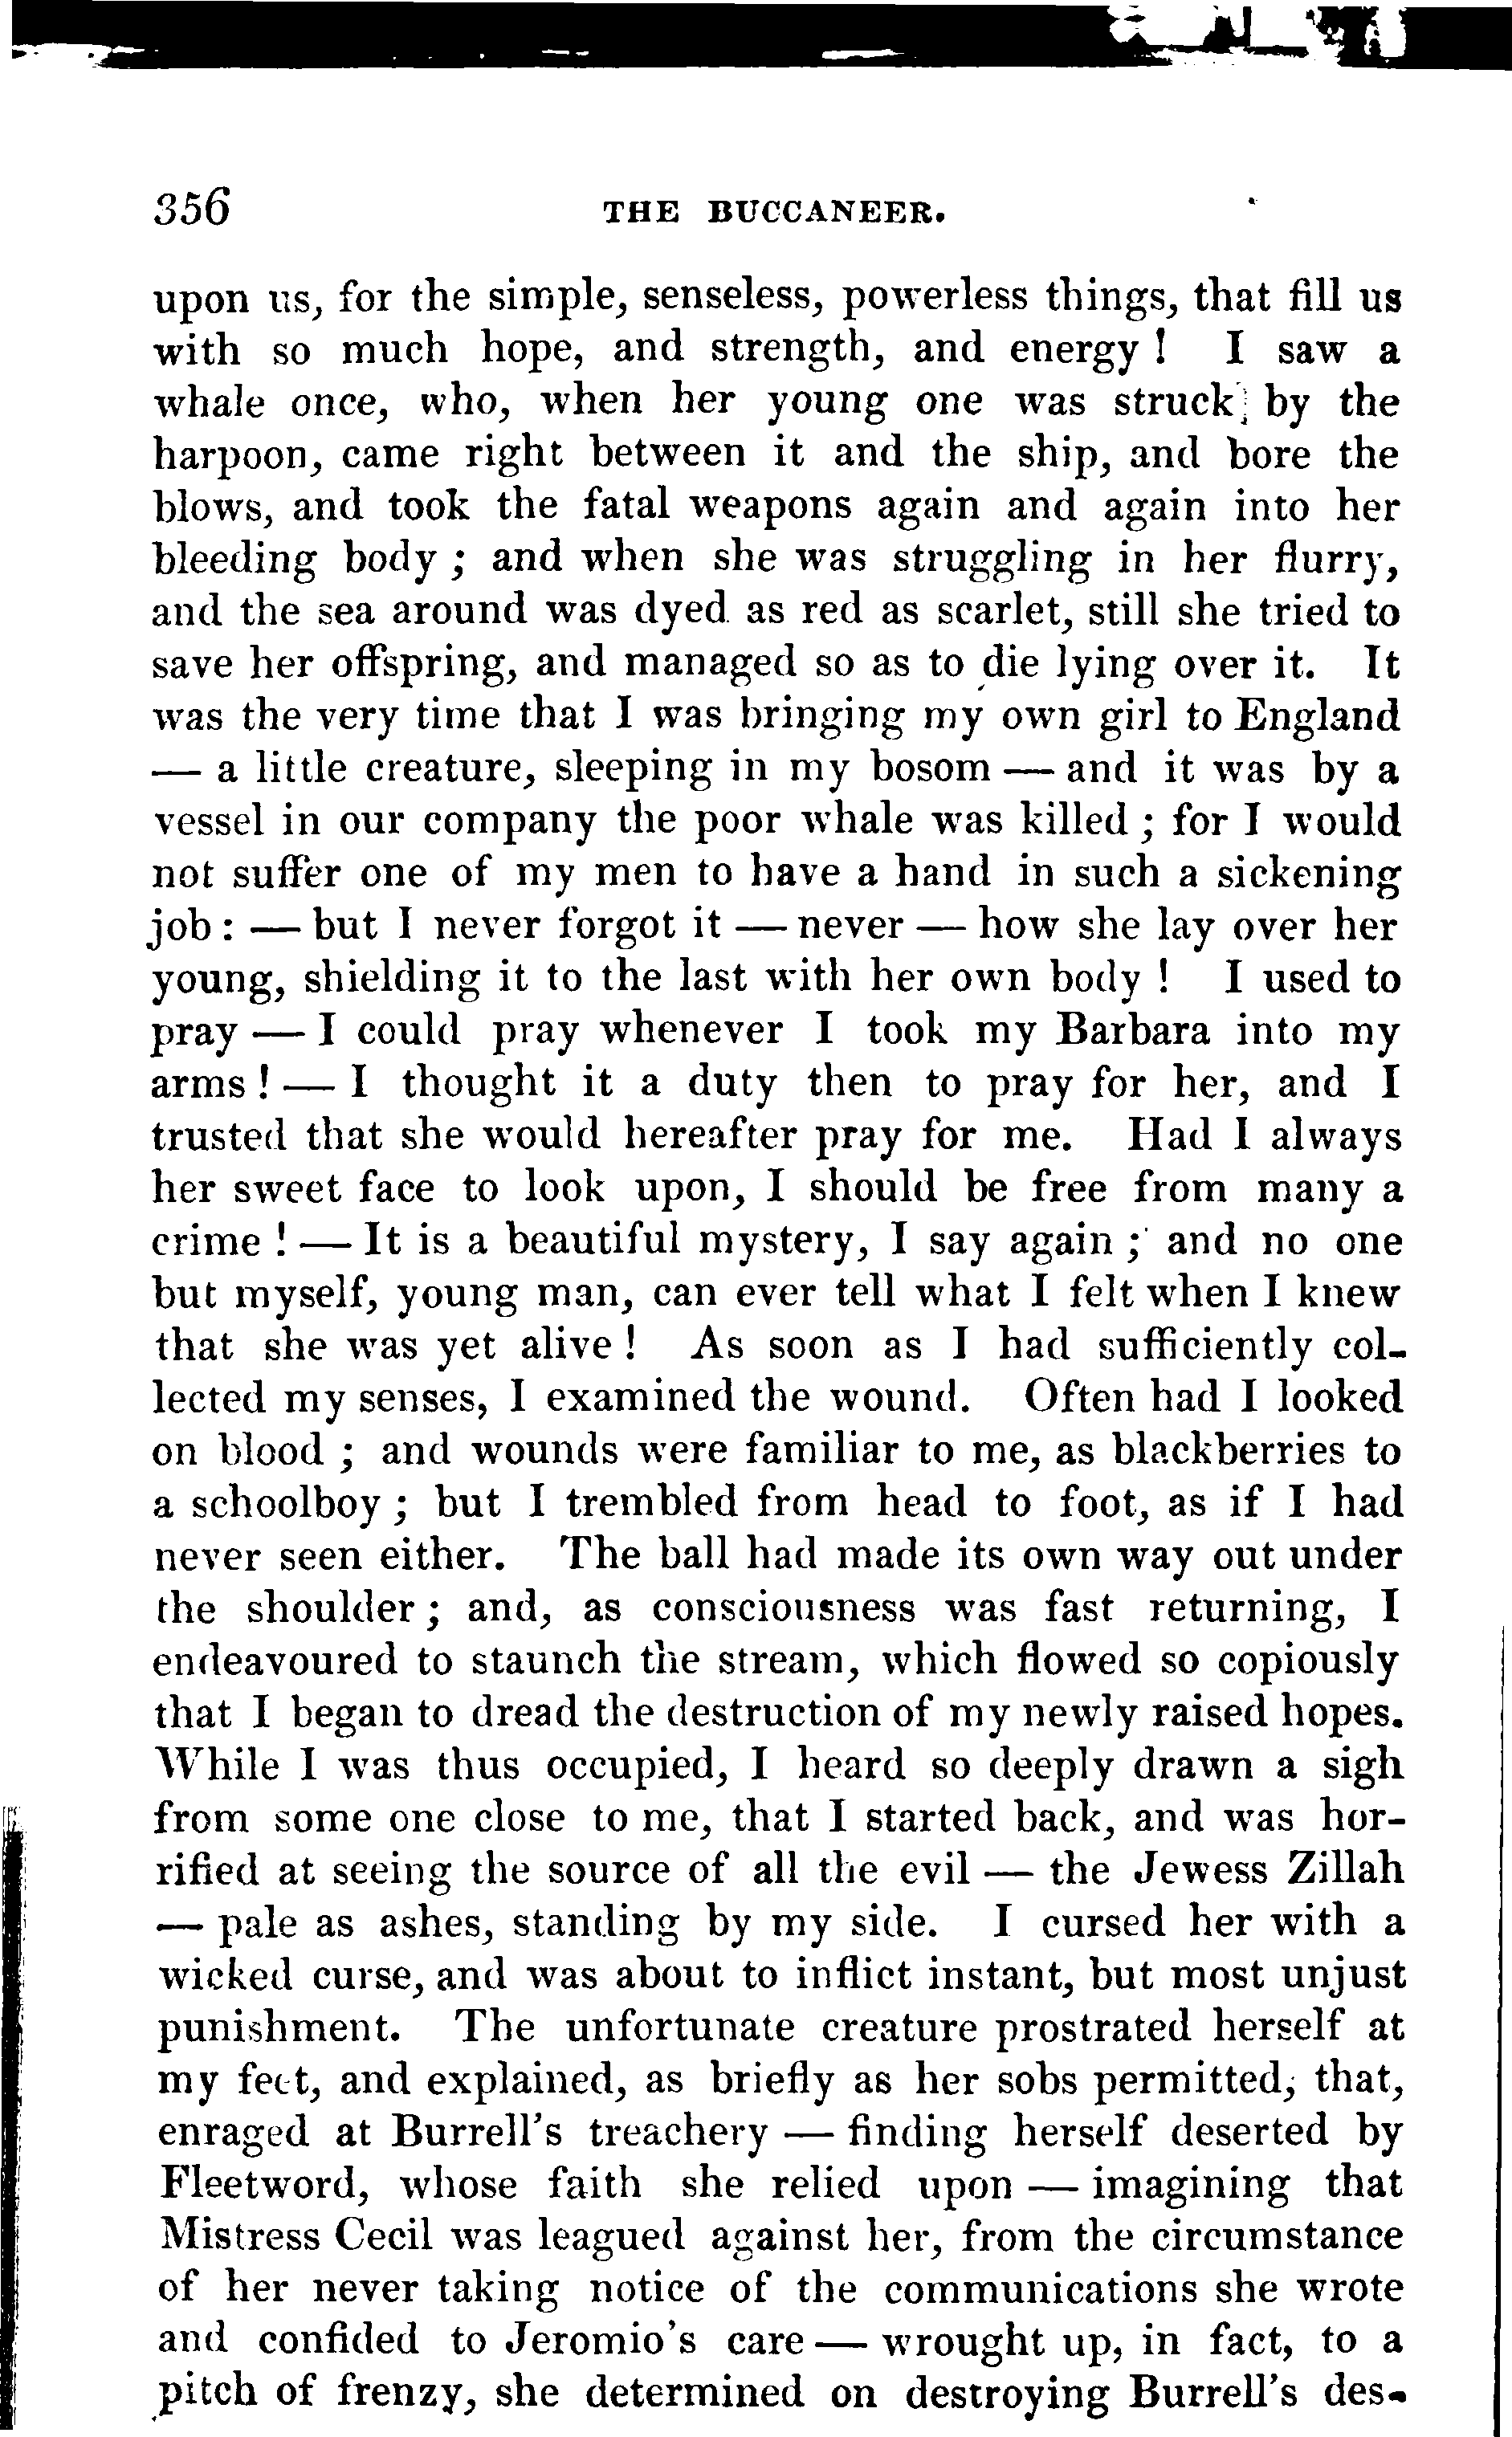 356 THE BUCCANEER.
upon us, for the simple, senseless, powerless things, that fill us
with so much hope, and strength, and energy ! I saw a
whale once, who, when her young one was struck by the
harpoon, came right between it and the ship, and bore the
blows, and took the fatal weapons again and again into her
bleeding body ; and when she was struggling in her flurry,
and the sea around was dyed as red as scarlet, still she tried to
save her offspring, and managed so as to die lying over it. It
was the very time that I was bringing my own girl to England
— a little creature, sleeping in my bosom — and it was by a
vessel in our company the poor whale was killed ; for I would
not suffer one of my men to have a hand in such a sickening
job : — but I never forgot it — never — how she lay over her
young, shielding it to the last with her own body ! I used to
pray — I could pray whenever I took my Barbara into my
arms ! — I thought it a duty then to pray for her, and I
trusted that she would hereafter pray for me. Had I always
her sweet face to look upon, I should be free from many a
crime ! — It is a beautiful mystery, I say again ; and no one
but myself, young man, can ever tell what I felt when I knew
that she was yet alive ! As soon as I had sufficiently col-
lected my senses, I examined the wound. Often had I looked
on blood ; and wounds were familiar to me, as blackberries to
a schoolboy ; but I trembled from head to foot, as if I had
never seen either. The ball had made its own way out under
the shoulder ; and, as consciousness was fast returning, I
endeavoured to staunch the stream, which flowed so copiously
that I began to dread the destruction of my newly raised hopes.
While I was thus occupied, I heard so deeply drawn a sigh
from some one close to me, that I started back, and was hor-
rified at seeing the source of all the evil — the Jewess Zillah
— pale as ashes, standing by my side. I cursed her with a
wicked curse, and was about to inflict instant, but most unjust
punishment. The unfortunate creature prostrated herself at
my feet, and explained, as briefly as her sobs permitted, that,
enraged at Burrell's treachery — finding herself deserted by
Fleetword, whose faith she relied upon — imagining that
Mistress Cecil was leagued against her, from the circumstance
of her never taking notice of the communications she wrote
and confided to Jeromio's care — wrought up, in fact, to a
pitch of frenzy, she determined on destroying Burrell's des-